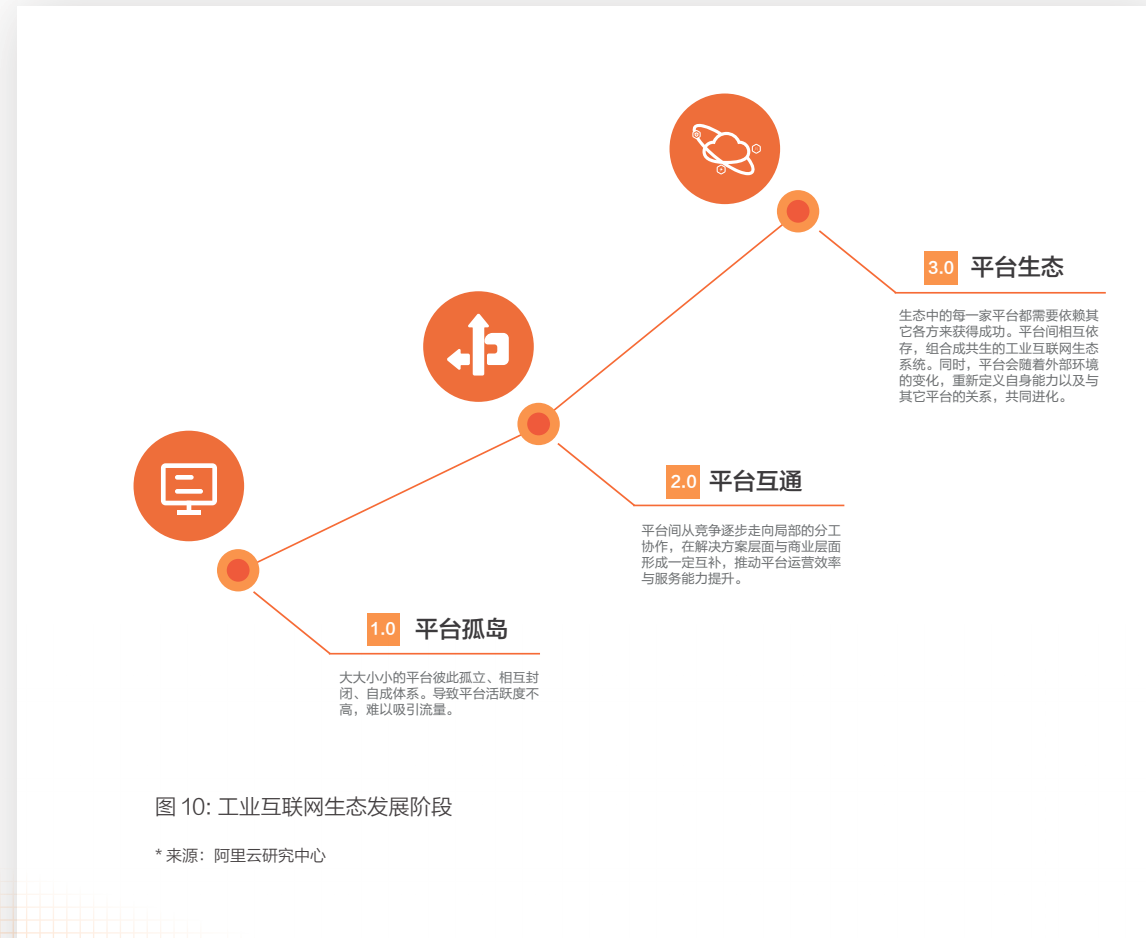 3.0 平台生态
生态中的每一家平台都需要依赖其
它各方来获得成功。平台间相互依
存，组合成共生的工业互联网生态
系统。同时，平台会随着外部环境
的变化，重新定义自身能力以及与
其它平台的关系，共同进化。
2.0 平台互通
平台间从竞争逐步走向局部的分工
协作，在解决方案层面与商业层面
形成一定互补，推动平台运营效率
与服务能力提升。
1.0 平台孤岛
大大小小的平台彼此孤立、相互封
闭、自成体系。导致平台活跃度不
高，难以吸引流量。
图 10: 工业互联网生态发展阶段
* 来源：阿里云研究中心